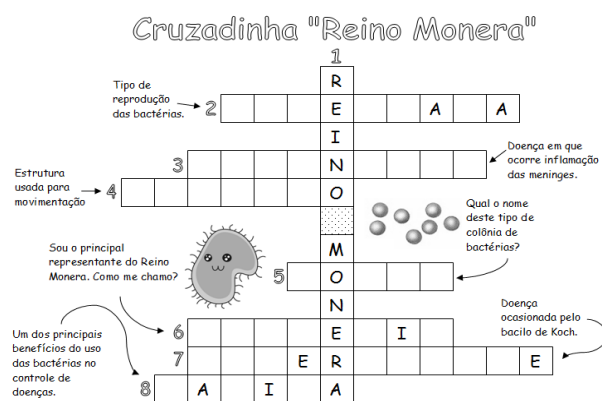 Cruzadinha "Reino Monera"
1
R
Tipo de
reprodução
das bactérias.
2 E A A
I
3 N
Doença em que
ocorre inflamação
das meninges.
Estrutura
usada para
movimentação
4 O
Qual o nome
deste tipo de
colônia de
bactérias?
M
Sou o principal
representante do Reino
Monera. Como me chamo?
5 O
N
Doença
ocasionada pelo
bacilo de Koch.
6 E I
Um dos principais
benefícios do uso
das bactérias no
controle de
doenças.
7 E R E
8 A I A